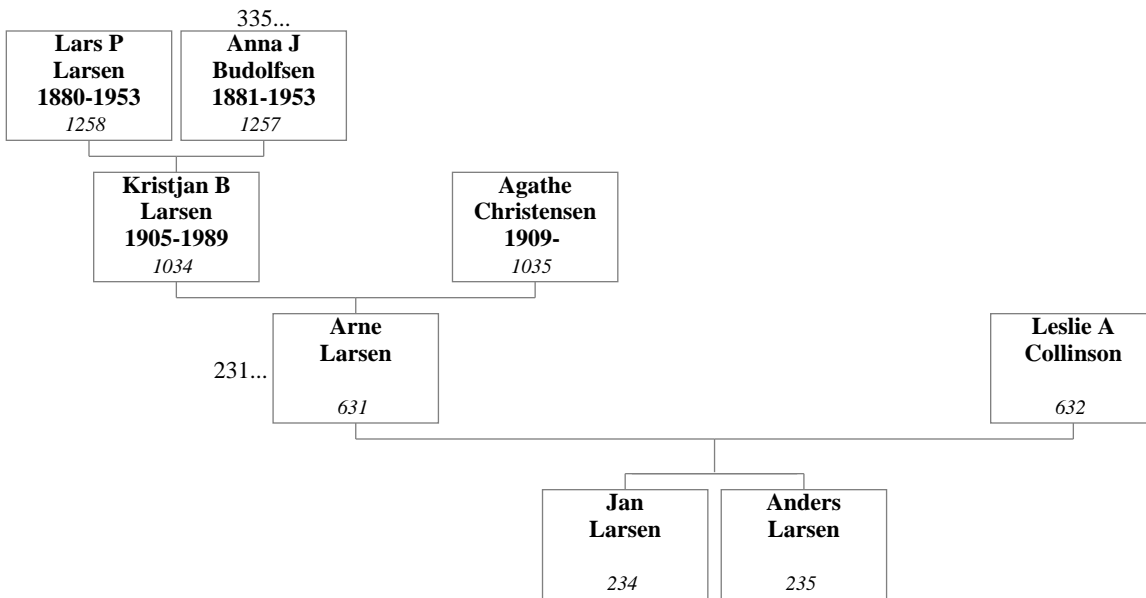 335...
Lars P
Larsen
1880-1953
1258
Anna J
Budolfsen
1881-1953
1257
Kristjan B
Larsen
1905-1989
1034
Agathe
Christensen
1909-
1035
231...
Arne
Larsen
631
Leslie A
Collinson
632
Jan
Larsen
234
Anders
Larsen
235